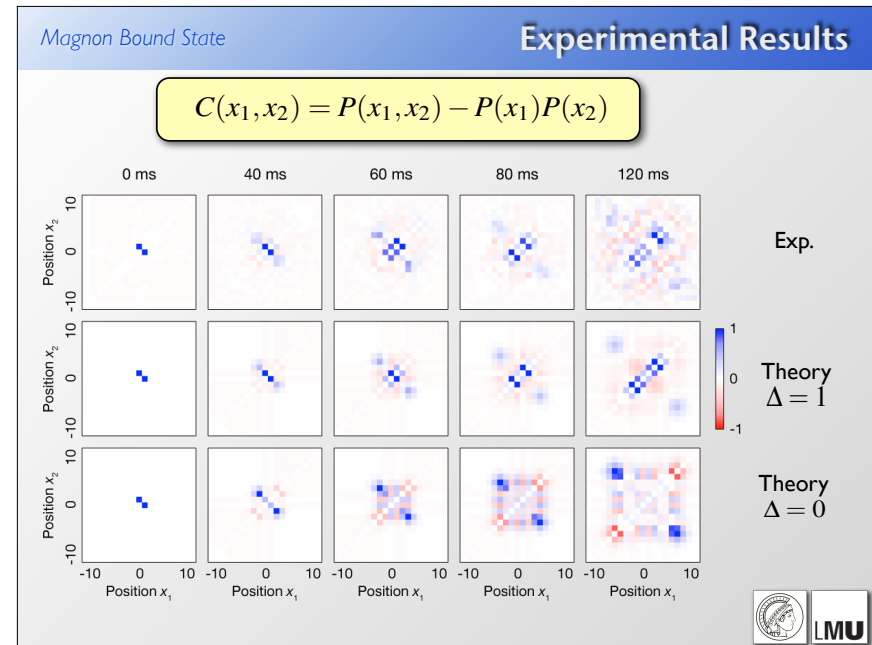 Magnon Bound State
Experimental Results
C(x₁,x₂) = P(x₁,x₂) − P(x₁)P(x₂)
0 ms 40 ms 60 ms 80 ms 120 ms
Position x₂
10
0
-10
Exp.
Position x₂
10
0
-10
1
0
-1
Theory
Δ = 1
Position x₂
10
0
-10
Theory
Δ = 0
-10 0 10 -10 0 10 -10 0 10 -10 0 10 -10 0 10
Position x₁ Position x₁ Position x₁ Position x₁ Position x₁
LMU